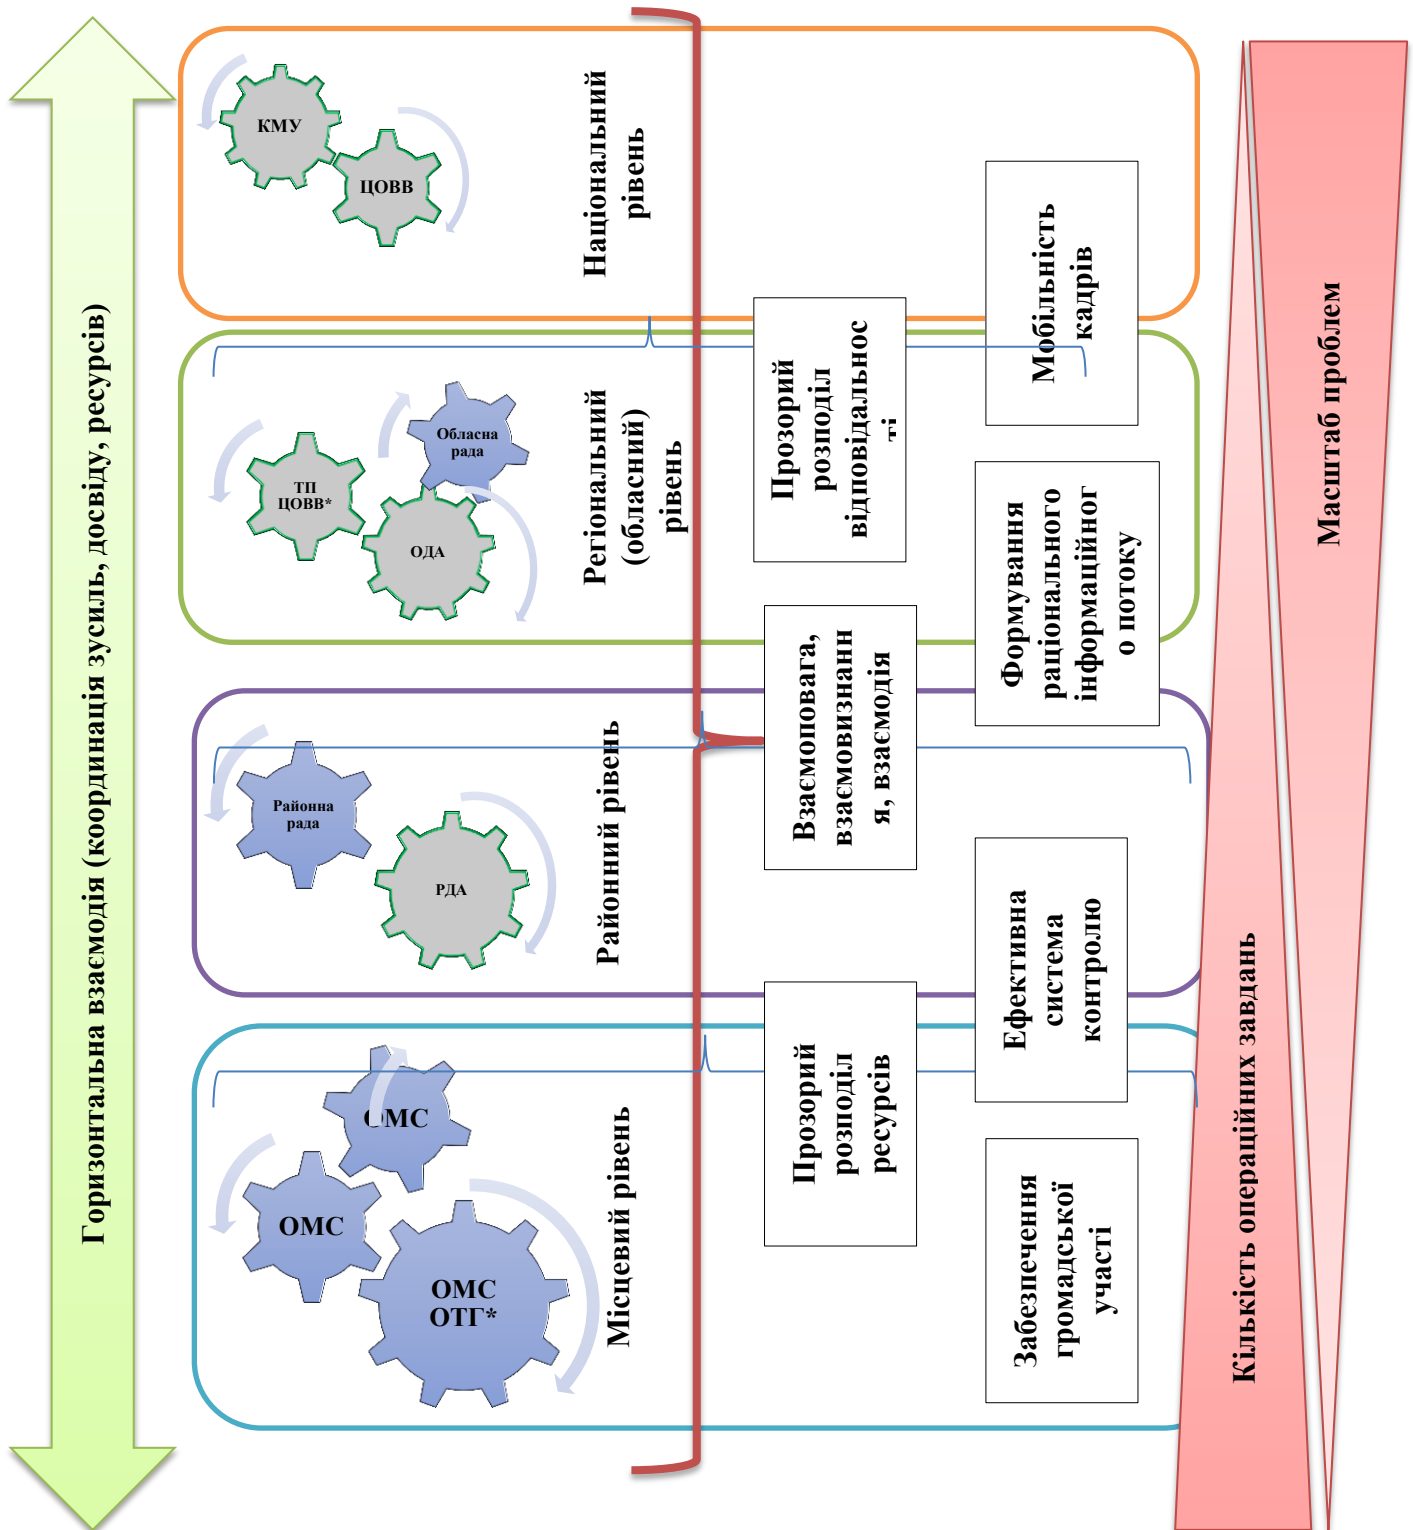 Горизонтальна взаємодія (координація зусиль, досвіду, ресурсів)
КМУ
ЦОВВ
Національний
рівень
ТП
ЦОВВ*
Обласна
рада
ОДА
Регіональний
(обласний)
рівень
Районна
рада
РДА
Районний рівень
ОМС
ОМС
ОМС
ОТГ*
Місцевий рівень
Прозорий
розподіл
відповідальнос
ті
Взаємоповага,
взаємовизнанн
я, взаємодія
Прозорий
розподіл
ресурсів
Мобільність
кадрів
Формування
раціонального
інформаційног
о потоку
Ефективна
система
контролю
Забезпечення
громадської
участі
Кількість операційних завдань
Масштаб проблем